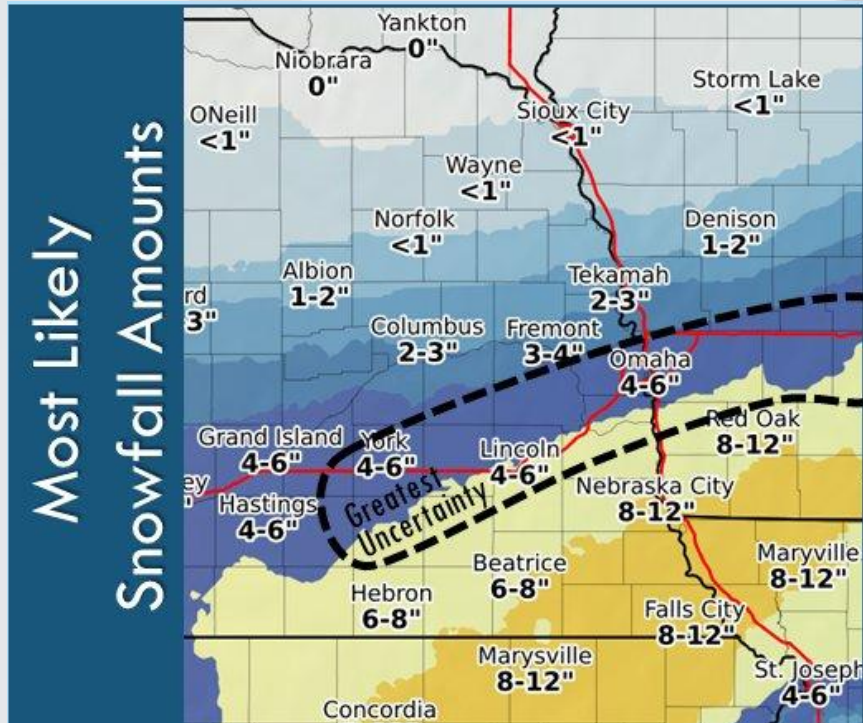 Most Likely
Snowfall Amounts
Yankton
0"
Niobrara
0"
Storm Lake
<1"
ONeill
<1"
Sioux City
<1"
Wayne
<1"
Norfolk
<1"
Denison
1-2"
Albion
1-2"
Tekamah
2-3"
rd
3"
Columbus
2-3"
Fremont
3-4"
Omaha
4-6"
Red Oak
8-12"
Grand Island
4-6"
York
4-6"
Lincoln
4-6"
ey
"
Hastings
4-6"
Greatest
Uncertainty
Nebraska City
8-12"
Beatrice
6-8"
Maryville
8-12"
Hebron
6-8"
Falls City
8-12"
Marysville
8-12"
St. Joseph
4-6"
Concordia